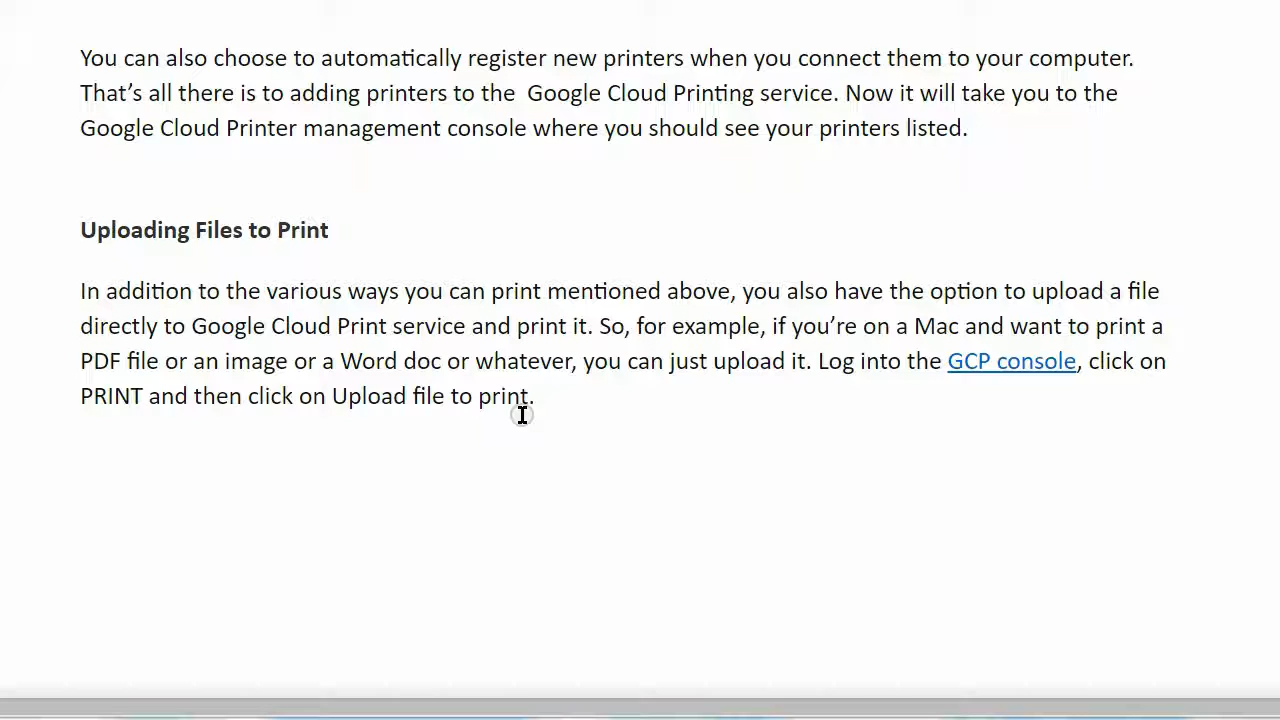 You can also choose to automatically register new printers when you connect them to your computer.
That’s all there is to adding printers to the  Google Cloud Printing service. Now it will take you to the
Google Cloud Printer management console where you should see your printers listed.
Uploading Files to Print
In addition to the various ways you can print mentioned above, you also have the option to upload a file
directly to Google Cloud Print service and print it. So, for example, if you’re on a Mac and want to print a
PDF file or an image or a Word doc or whatever, you can just upload it. Log into the GCP console, click on
PRINT and then click on Upload file to print.